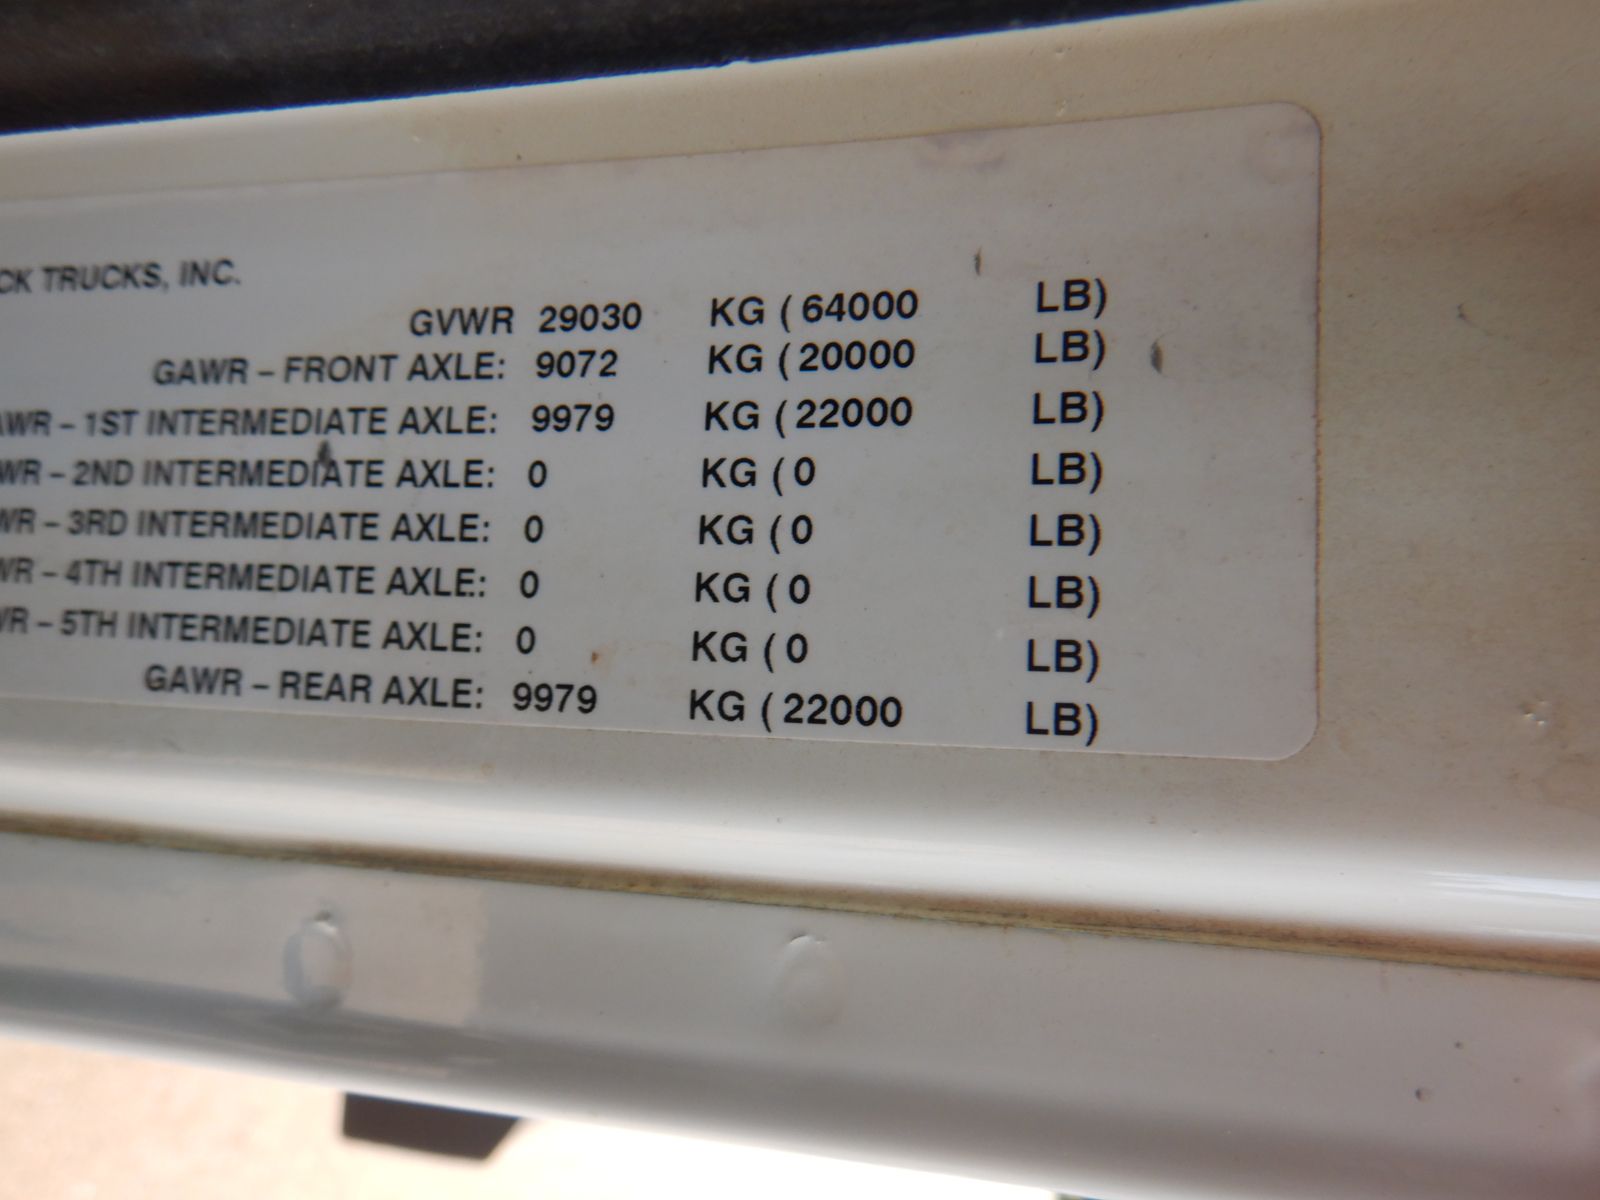 CK TRUCKS, INC.
GVWR 29030 KG (64000 LB)
GAWR – FRONT AXLE: 9072 KG (20000 LB)
AWR – 1ST INTERMEDIATE AXLE: 9979 KG (22000 LB)
WR – 2ND INTERMEDIATE AXLE: 0 KG (0 LB)
WR – 3RD INTERMEDIATE AXLE: 0 KG (0 LB)
WR – 4TH INTERMEDIATE AXLE: 0 KG (0 LB)
WR – 5TH INTERMEDIATE AXLE: 0 KG (0 LB)
GAWR – REAR AXLE: 9979 KG (22000 LB)